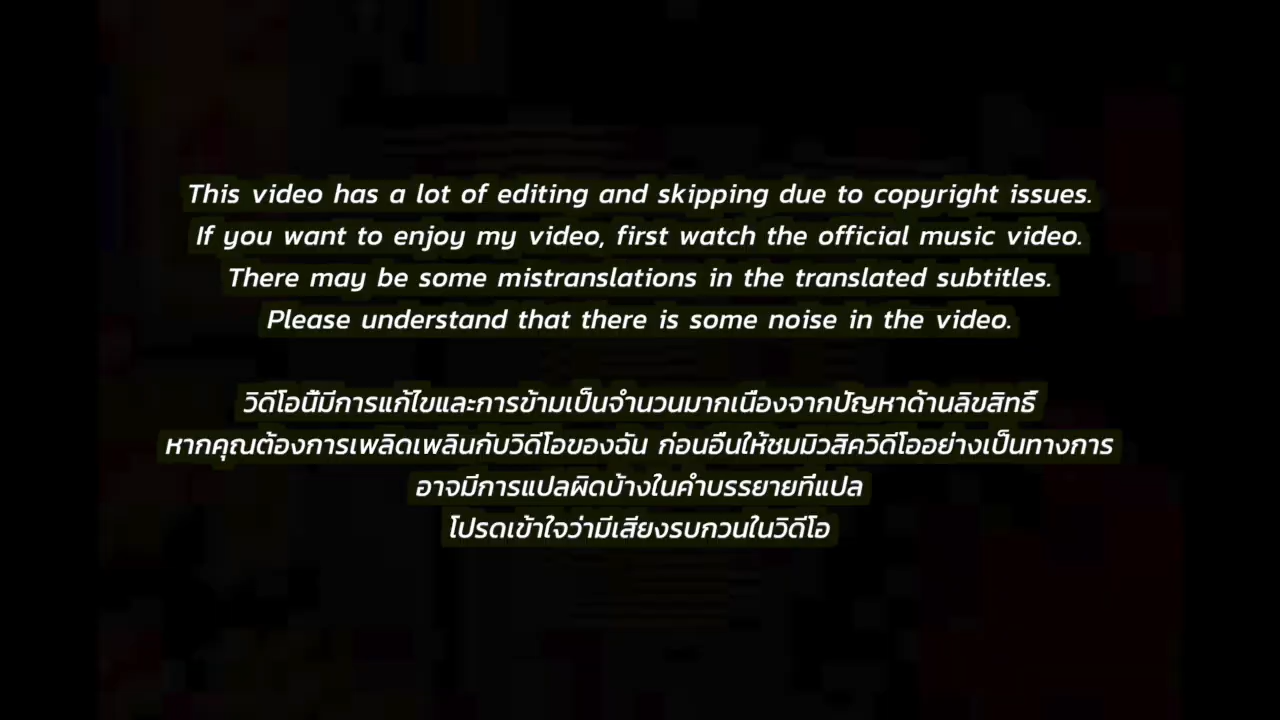 This video has a lot of editing and skipping due to copyright issues.
If you want to enjoy my video, first watch the official music video.
There may be some mistranslations in the translated subtitles.
Please understand that there is some noise in the video.
วิดีโอนี้มีการแก้ไขและการข้ามเป็นจำนวนมากเนื่องจากปัญหาด้านลิขสิทธิ์
หากคุณต้องการเพลิดเพลินกับวิดีโอของฉัน ก่อนอื่นให้ชมมิวสิควิดีโออย่างเป็นทางการ
อาจมีการแปลผิดบ้างในคำบรรยายที่แปล
โปรดเข้าใจว่ามีเสียงรบกวนในวิดีโอ